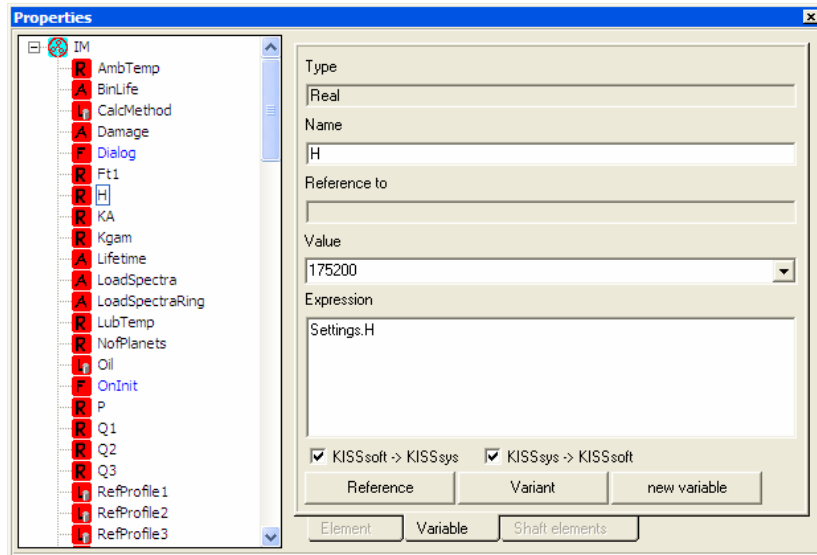 Properties
IM
AmbTemp
BinLife
CalcMethod
Damage
Dialog
Ft1
H
KA
Kgam
Lifetime
LoadSpectra
LoadSpectraRing
LubTemp
NofPlanets
Oil
OnInit
P
Q1
Q2
Q3
RefProfile1
RefProfile2
RefProfile3
Type
Real
Name
H
Reference to
Value
175200
Expression
Settings.H
KISSsoft -> KISSsys KISSsys -> KISSsoft
Reference Variant new variable
Element Variable Shaft elements